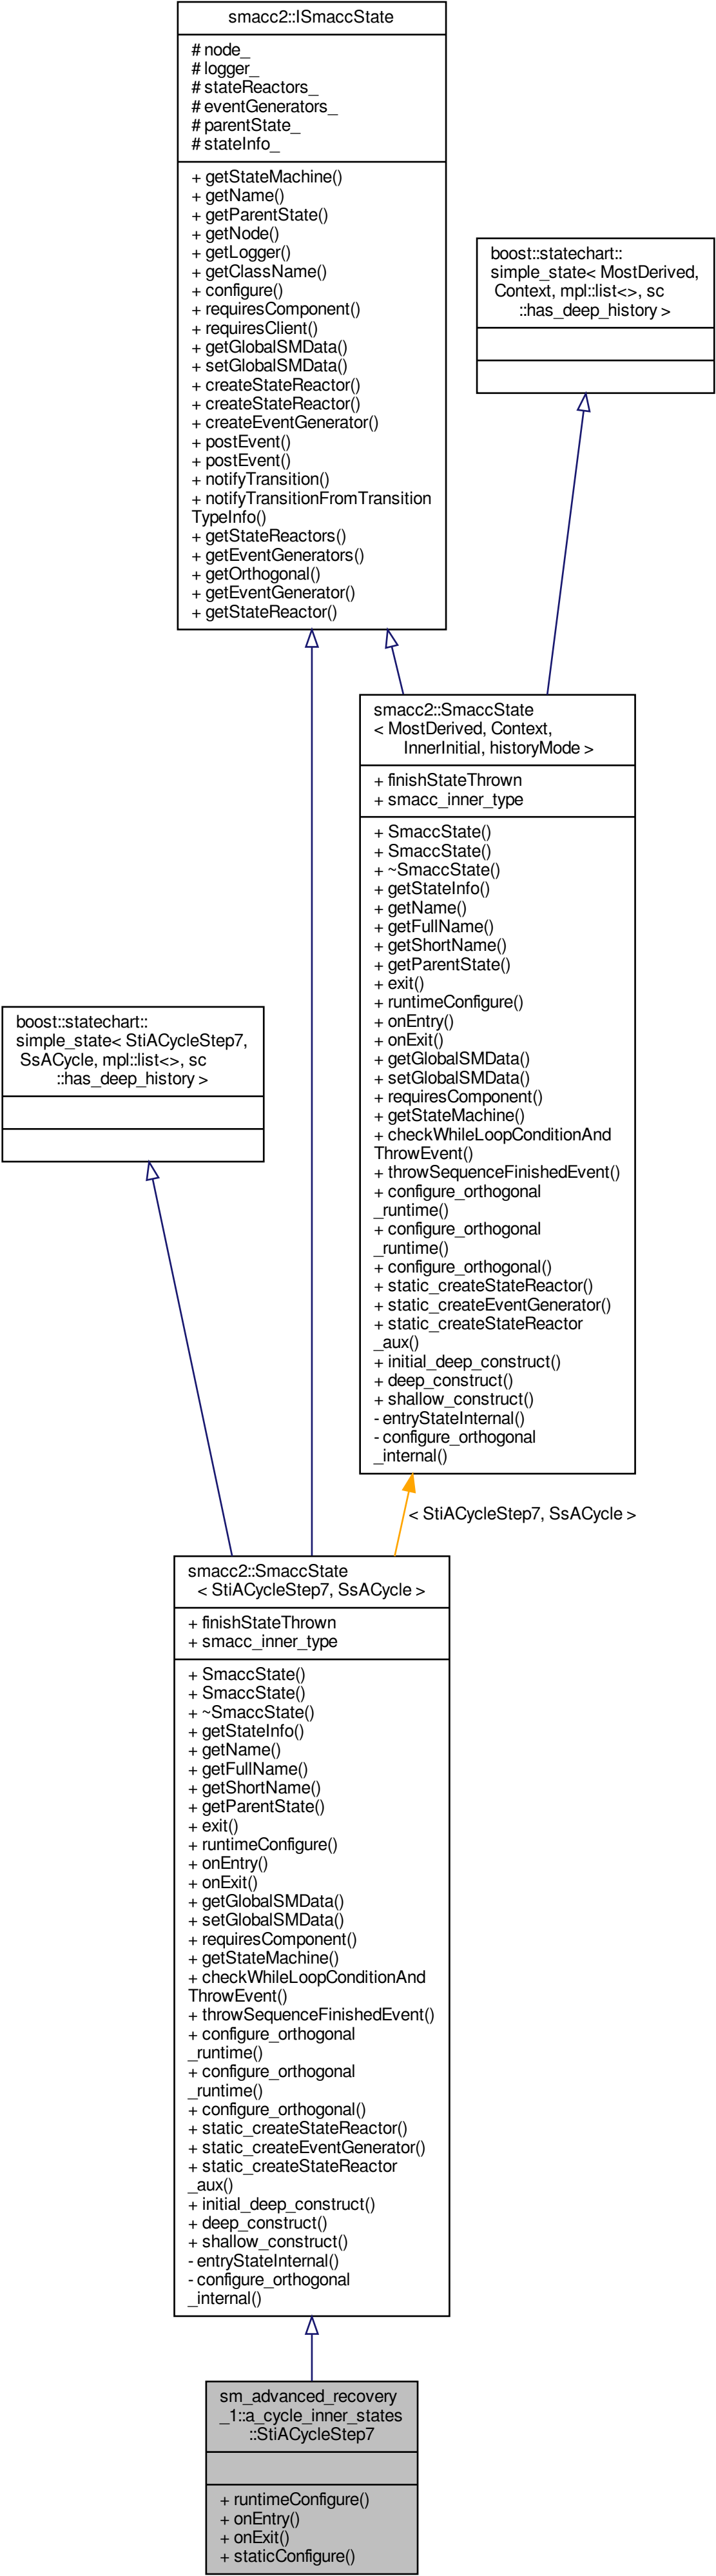 smacc2::ISmaccState
# node_
# logger_
# stateReactors_
# eventGenerators_
# parentState_
# stateInfo_
+ getStateMachine()
+ getName()
+ getParentState()
+ getNode()
+ getLogger()
+ getClassName()
+ configure()
+ requiresComponent()
+ requiresClient()
+ getGlobalSMData()
+ setGlobalSMData()
+ createStateReactor()
+ createStateReactor()
+ createEventGenerator()
+ postEvent()
+ postEvent()
+ notifyTransition()
+ notifyTransitionFromTransition
TypeInfo()
+ getStateReactors()
+ getEventGenerators()
+ getOrthogonal()
+ getEventGenerator()
+ getStateReactor()
boost::statechart::
simple_state< MostDerived,
Context, mpl::list<>, sc
::has_deep_history >
smacc2::SmaccState
< MostDerived, Context,
InnerInitial, historyMode >
+ finishStateThrown
+ smacc_inner_type
+ SmaccState()
+ SmaccState()
+ ~SmaccState()
+ getStateInfo()
+ getName()
+ getFullName()
+ getShortName()
+ getParentState()
+ exit()
+ runtimeConfigure()
+ onEntry()
+ onExit()
+ getGlobalSMData()
+ setGlobalSMData()
+ requiresComponent()
+ getStateMachine()
+ checkWhileLoopConditionAnd
ThrowEvent()
+ throwSequenceFinishedEvent()
+ configure_orthogonal
_runtime()
+ configure_orthogonal
_runtime()
+ configure_orthogonal()
+ static_createStateReactor()
+ static_createEventGenerator()
+ static_createStateReactor
_aux()
+ initial_deep_construct()
+ deep_construct()
+ shallow_construct()
- entryStateInternal()
- configure_orthogonal
_internal()
boost::statechart::
simple_state< StiACycleStep7,
SsACycle, mpl::list<>, sc
::has_deep_history >
< StiACycleStep7, SsACycle >
smacc2::SmaccState
< StiACycleStep7, SsACycle >
+ finishStateThrown
+ smacc_inner_type
+ SmaccState()
+ SmaccState()
+ ~SmaccState()
+ getStateInfo()
+ getName()
+ getFullName()
+ getShortName()
+ getParentState()
+ exit()
+ runtimeConfigure()
+ onEntry()
+ onExit()
+ getGlobalSMData()
+ setGlobalSMData()
+ requiresComponent()
+ getStateMachine()
+ checkWhileLoopConditionAnd
ThrowEvent()
+ throwSequenceFinishedEvent()
+ configure_orthogonal
_runtime()
+ configure_orthogonal
_runtime()
+ configure_orthogonal()
+ static_createStateReactor()
+ static_createEventGenerator()
+ static_createStateReactor
_aux()
+ initial_deep_construct()
+ deep_construct()
+ shallow_construct()
- entryStateInternal()
- configure_orthogonal
_internal()
sm_advanced_recovery
_1::a_cycle_inner_states
::StiACycleStep7
+ runtimeConfigure()
+ onEntry()
+ onExit()
+ staticConfigure()